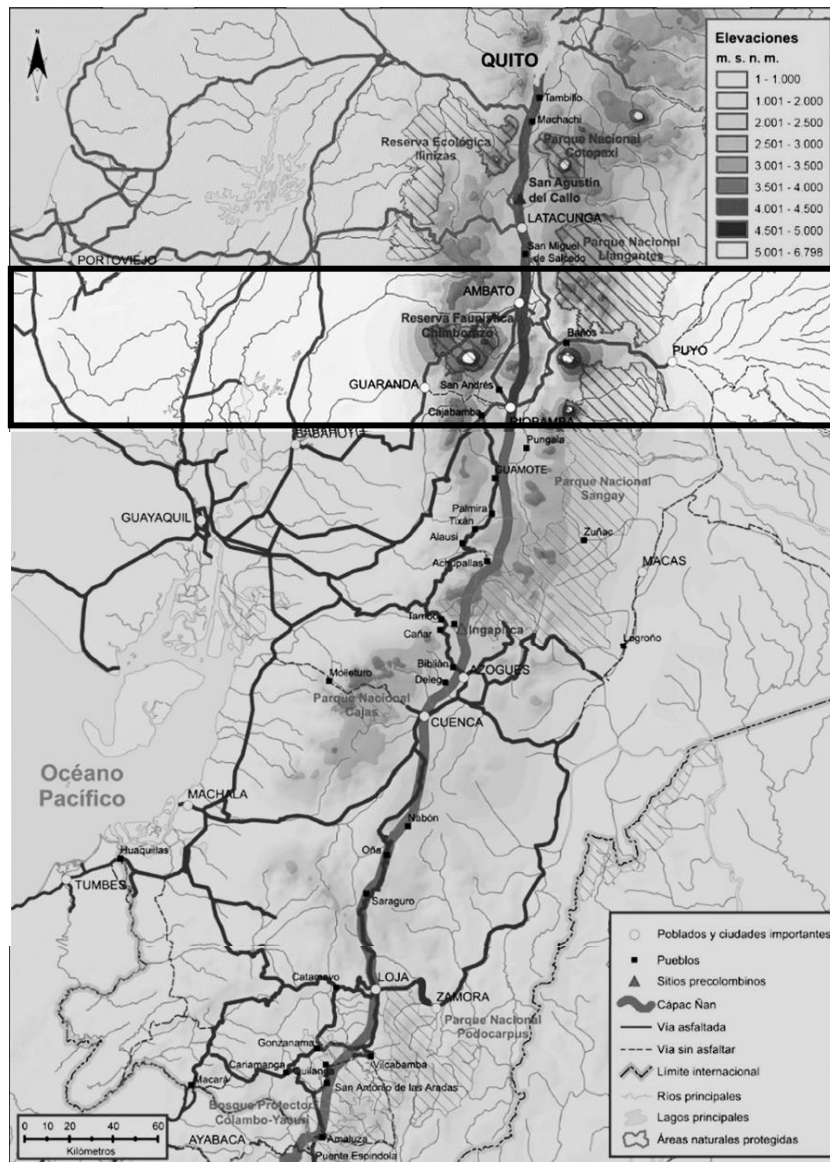 N
S
QUITO
Tambillo
Machachi
Parque Nacional
Cotopaxi
Reserva Ecológica
Ilinizas
San Agustín
del Callo
LATACUNGA
San Miguel
de Salcedo
Parque Nacional
Llangantes
PORTOVIEJO
Elevaciones
m. s. n. m.
1 - 1.000
1.001 - 2.000
2.001 - 2.500
2.501 - 3.000
3.001 - 3.500
3.501 - 4.000
4.001 - 4.500
4.501 - 5.000
5.001 - 6.798
AMBATO
Reserva Faunística
Chimborazo
Baños
PUYO
GUARANDA
San Andrés
Cajabamba
RIOBAMBA
BABAHOYO
Pungala
GUAMOTE
Parque Nacional
Sangay
Palmira
Tixán
GUAYAQUIL
Alausí
Zuñac
Achupallas
MACAS
Tambo
Ingapirca
Cañar
Logroño
Biblián
AZOGUES
Deleg
Molleturo
Parque Nacional
Cajas
CUENCA
Océano
Pacífico
MACHALA
Nabón
Huaquillas
Oña
TUMBES
Saraguro
Catamayo
LOJA
ZAMORA
Parque Nacional
Podocarpus
Gonzanama
Vilcabamba
Cariamanga
Quilanga
Macará
San Antonio de las Aradas
Bosque Protector
Colambo-Yacuri
AYABACA
Amaluza
Puente Espindola
0 10 20 40 60
Kilómetros
Poblados y ciudades importantes
Pueblos
Sitios precolombinos
Cápac Ñan
Vía asfaltada
Vía sin asfaltar
Límite internacional
Ríos principales
Lagos principales
Áreas naturales protegidas